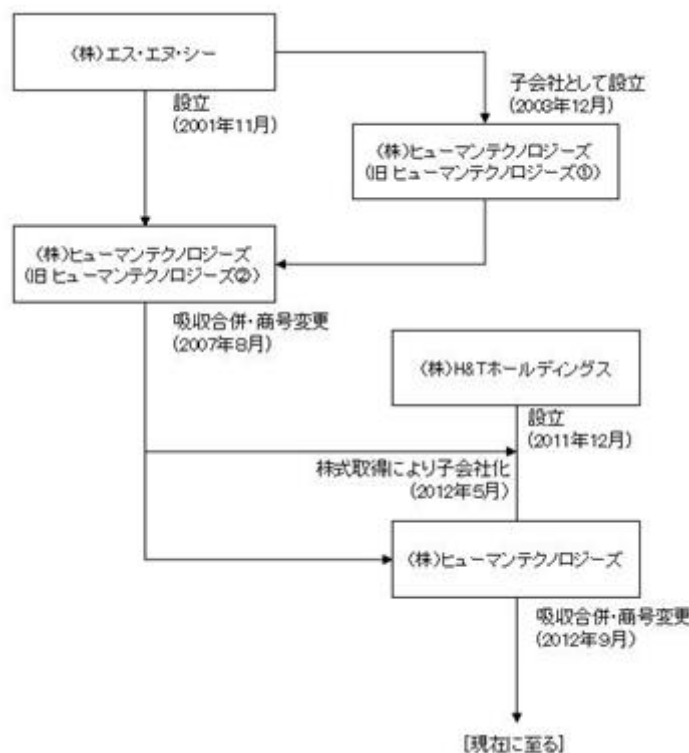 (株)エス・エヌ・シー
設立
(2001年11月)
子会社として設立
(2003年12月)
(株)ヒューマンテクノロジーズ
(旧 ヒューマンテクノロジーズ①)
(株)ヒューマンテクノロジーズ
(旧 ヒューマンテクノロジーズ②)
吸収合併・商号変更
(2007年8月)
(株)H&Tホールディングス
設立
(2011年12月)
株式取得により子会社化
(2012年5月)
(株)ヒューマンテクノロジーズ
吸収合併・商号変更
(2012年9月)
[現在に至る]